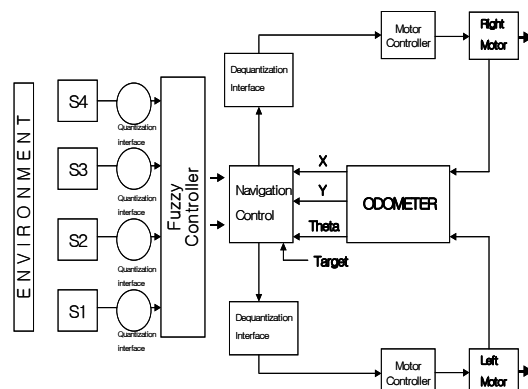 ENVIRONMENT
S4
Quantization
interface
S3
Quantization
interface
S2
Quantization
interface
S1
Quantization
interface
Fuzzy
Controller
Dequantization
Interface
Motor
Controller
Right
Motor
Navigation
Control
X
Y
Theta
ODOMETER
Target
Dequantization
Interface
Motor
Controller
Left
Motor